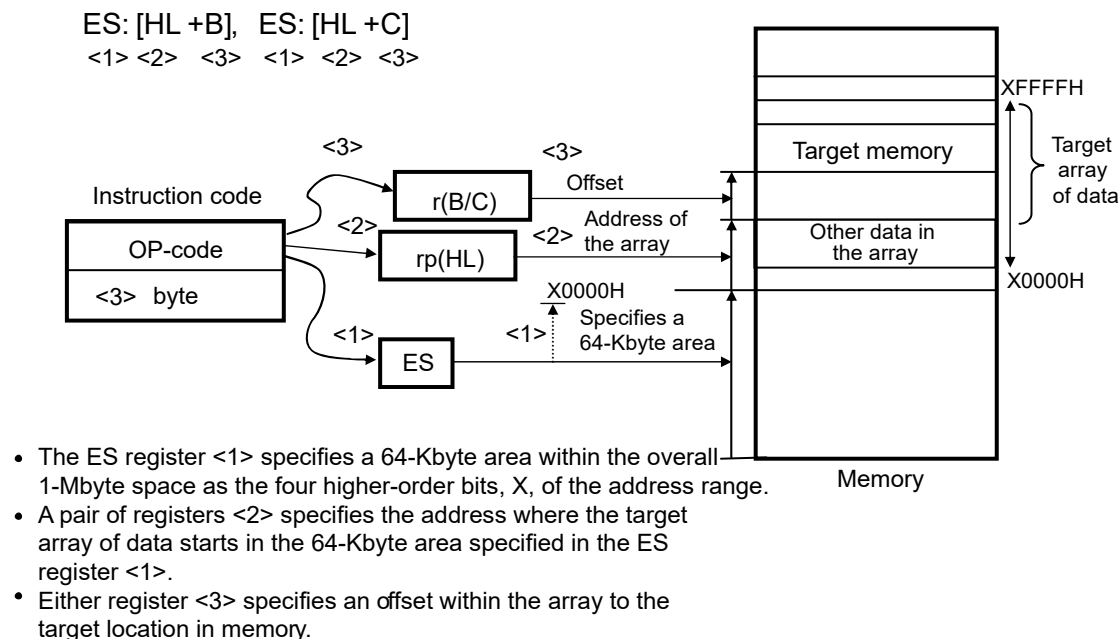 ES: [HL +B], ES: [HL +C]
<1> <2> <3> <1> <2> <3>
XFFFFH
<3>
<3>
Target memory
Target
array
of data
Instruction code
r(B/C)
Offset
OP-code
<2>
rp(HL)
<2>
Address of
the array
Other data in
the array
<3> byte
X0000H
X0000H
<1>
<1>
Specifies a
64-Kbyte area
ES
Memory
• The ES register <1> specifies a 64-Kbyte area within the overall
1-Mbyte space as the four higher-order bits, X, of the address range.
• A pair of registers <2> specifies the address where the target
array of data starts in the 64-Kbyte area specified in the ES
register <1>.
• Either register <3> specifies an offset within the array to the
target location in memory.